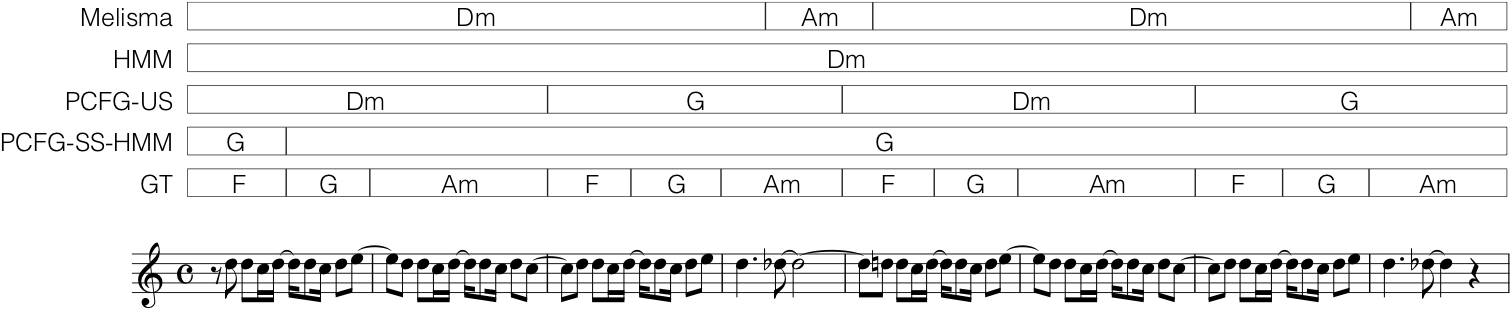 Melisma Dm Am Dm Am
HMM Dm
PCFG-US Dm G Dm G
PCFG-SS-HMM G G
GT F G Am F G Am F G Am F G Am